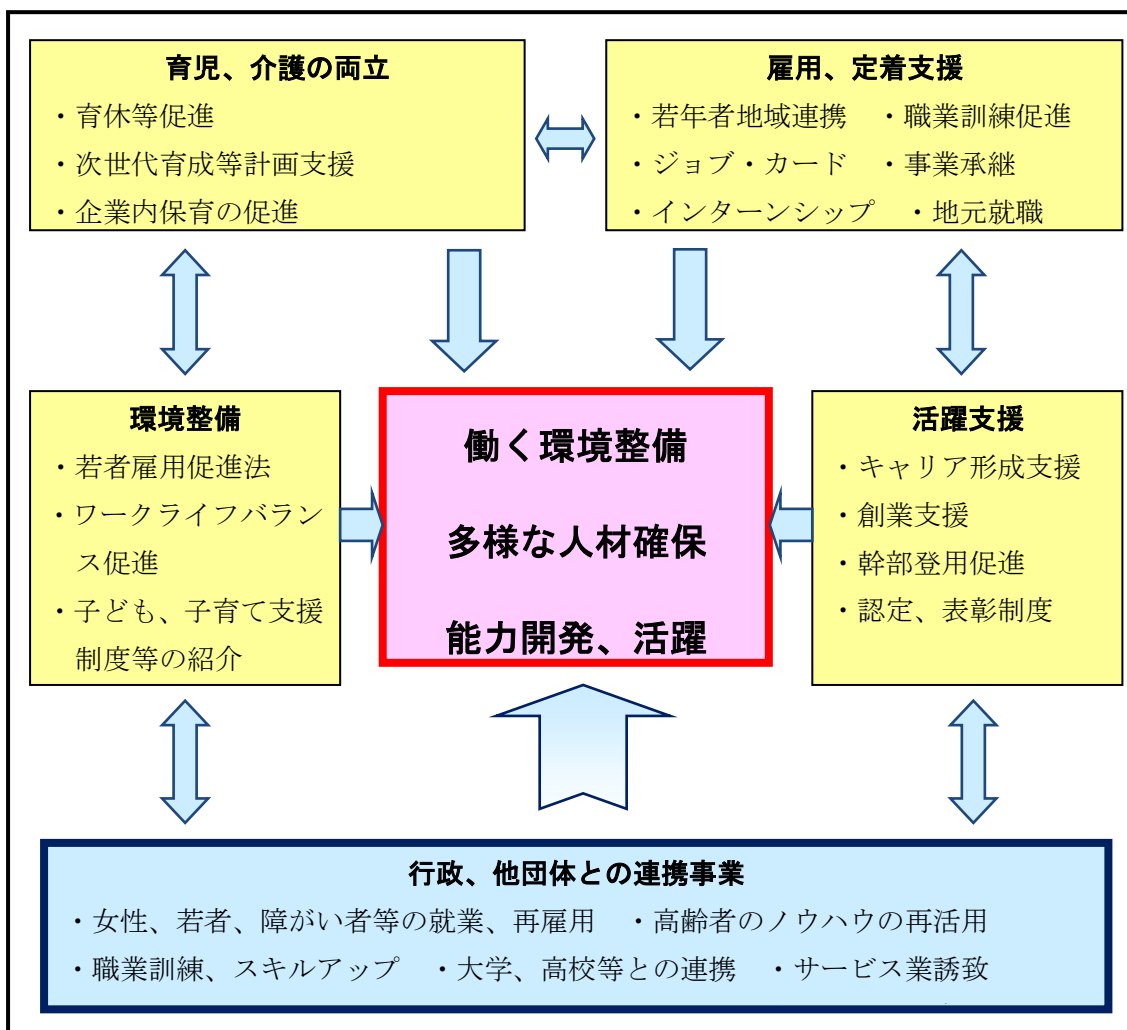 育児、介護の両立
・育休等促進
・次世代育成等計画支援
・企業内保育の促進
雇用、定着支援
・若年者地域連携 ・職業訓練促進
・ジョブ・カード ・事業承継
・インターンシップ ・地元就職
環境整備
・若者雇用促進法
・ワークライフバラン
ス促進
・子ども、子育て支援
制度等の紹介
働く環境整備
多様な人材確保
能力開発、活躍
活躍支援
・キャリア形成支援
・創業支援
・幹部登用促進
・認定、表彰制度
行政、他団体との連携事業
・女性、若者、障がい者等の就業、再雇用 ・高齢者のノウハウの再活用
・職業訓練、スキルアップ ・大学、高校等との連携 ・サービス業誘致